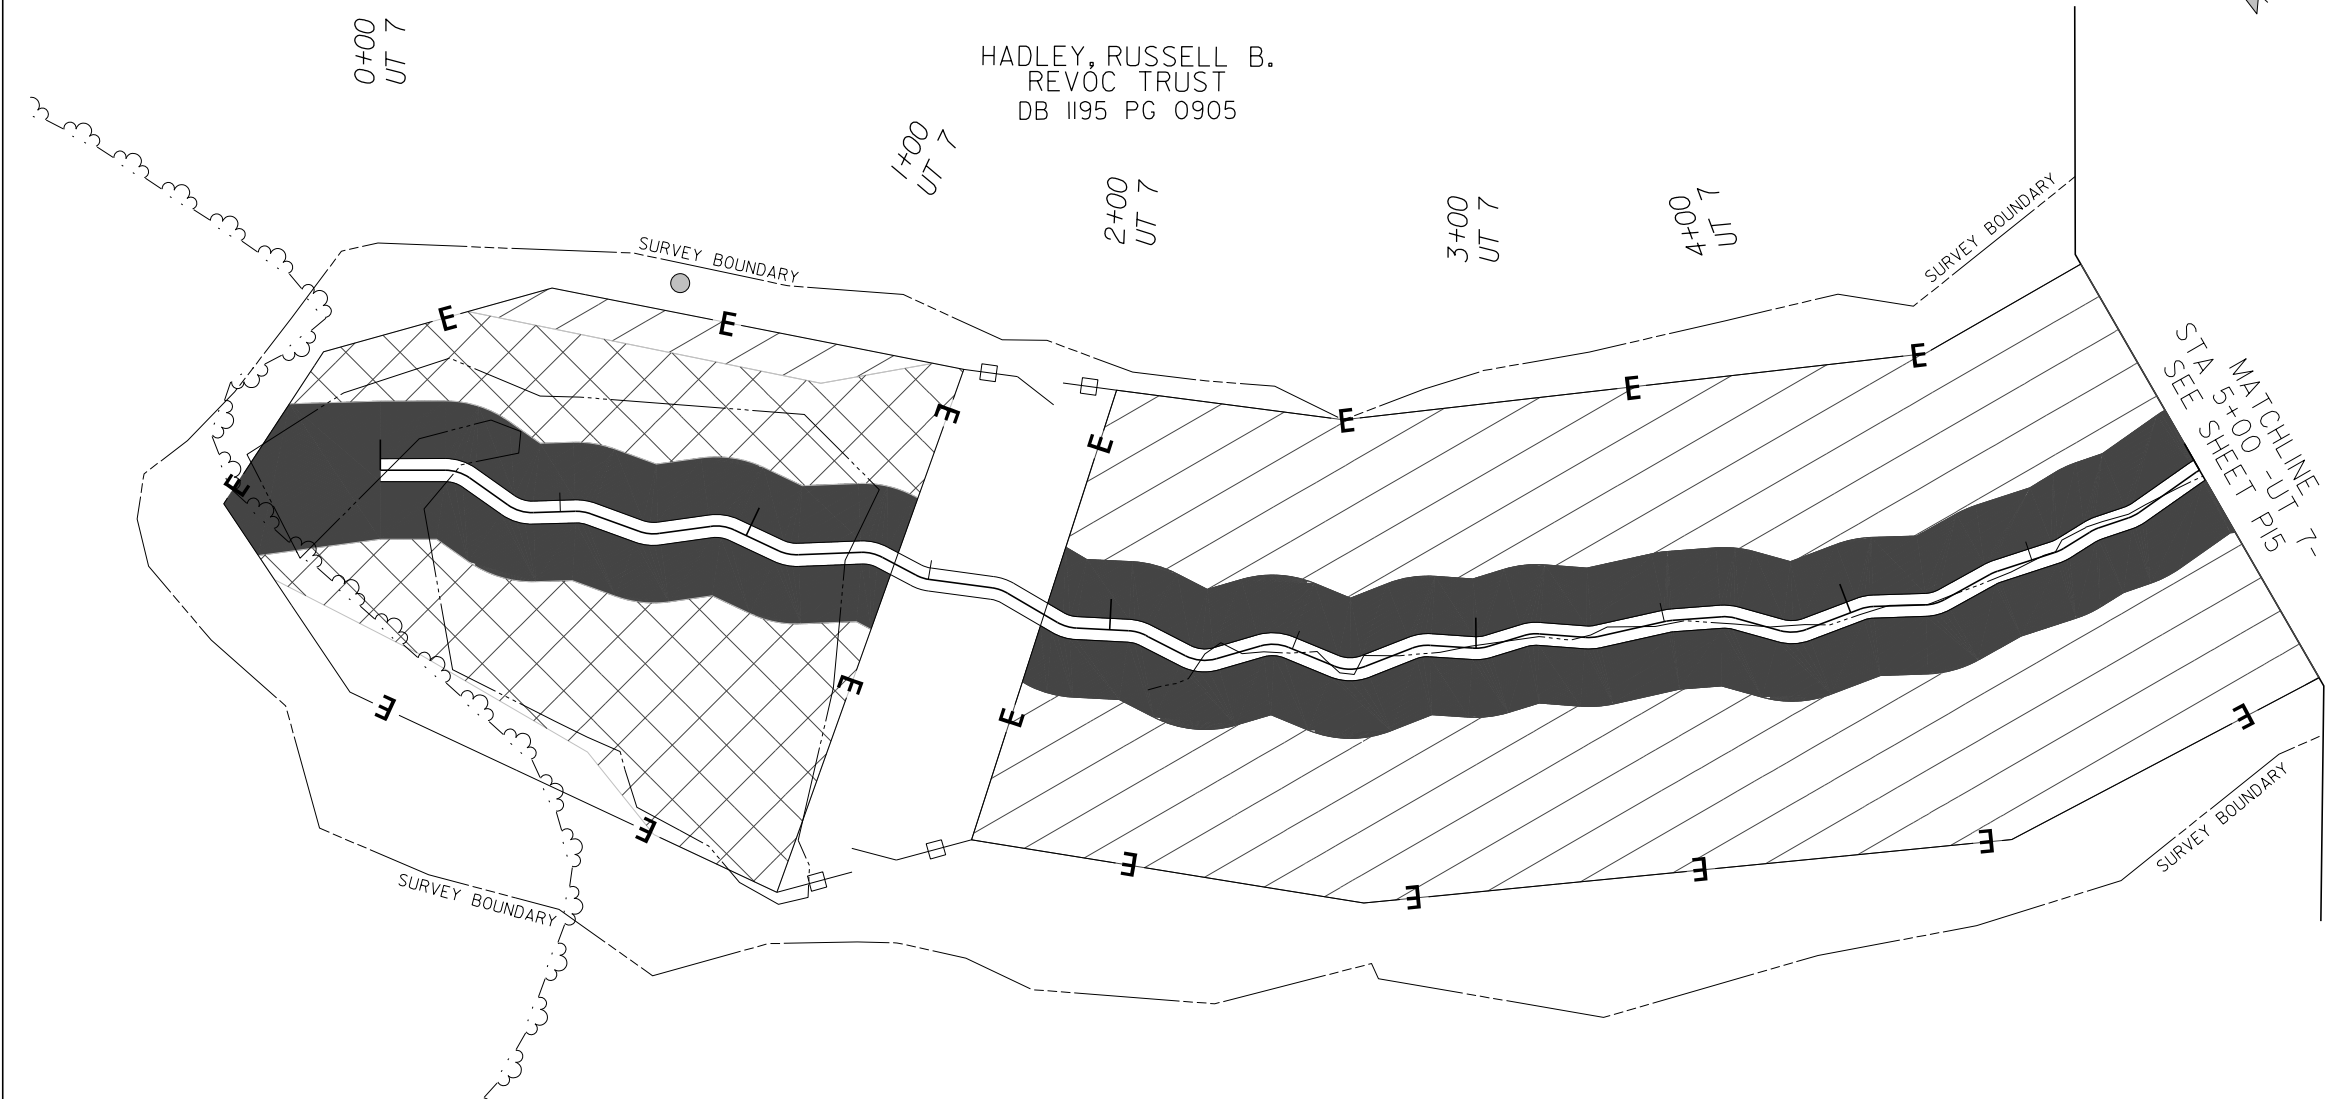 0+00
UT 7
HADLEY, RUSSELL B.
REVOC TRUST
DB 1195 PG 0905
1+00
UT 7
2+00
UT 7
3+00
UT 7
4+00
UT 7
SURVEY BOUNDARY
SURVEY BOUNDARY
E
E
E
E
E
E
E
E
MATCHLINE
STA 5+00 -UT 7-
SEE SHEET P15
E
E
E
E
E
E
E
E
E
E
SURVEY BOUNDARY
SURVEY BOUNDARY